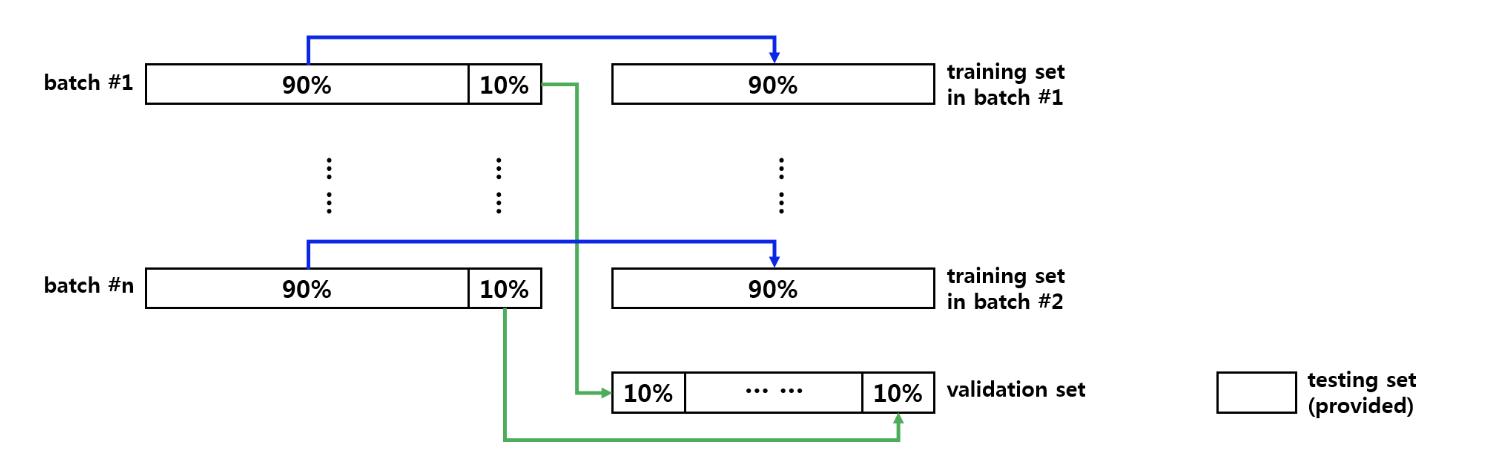 batch #1
90%
10%
90%
training set
in batch #1
batch #n
90%
10%
90%
training set
in batch #2
10%
... ...
10%
validation set
testing set
(provided)